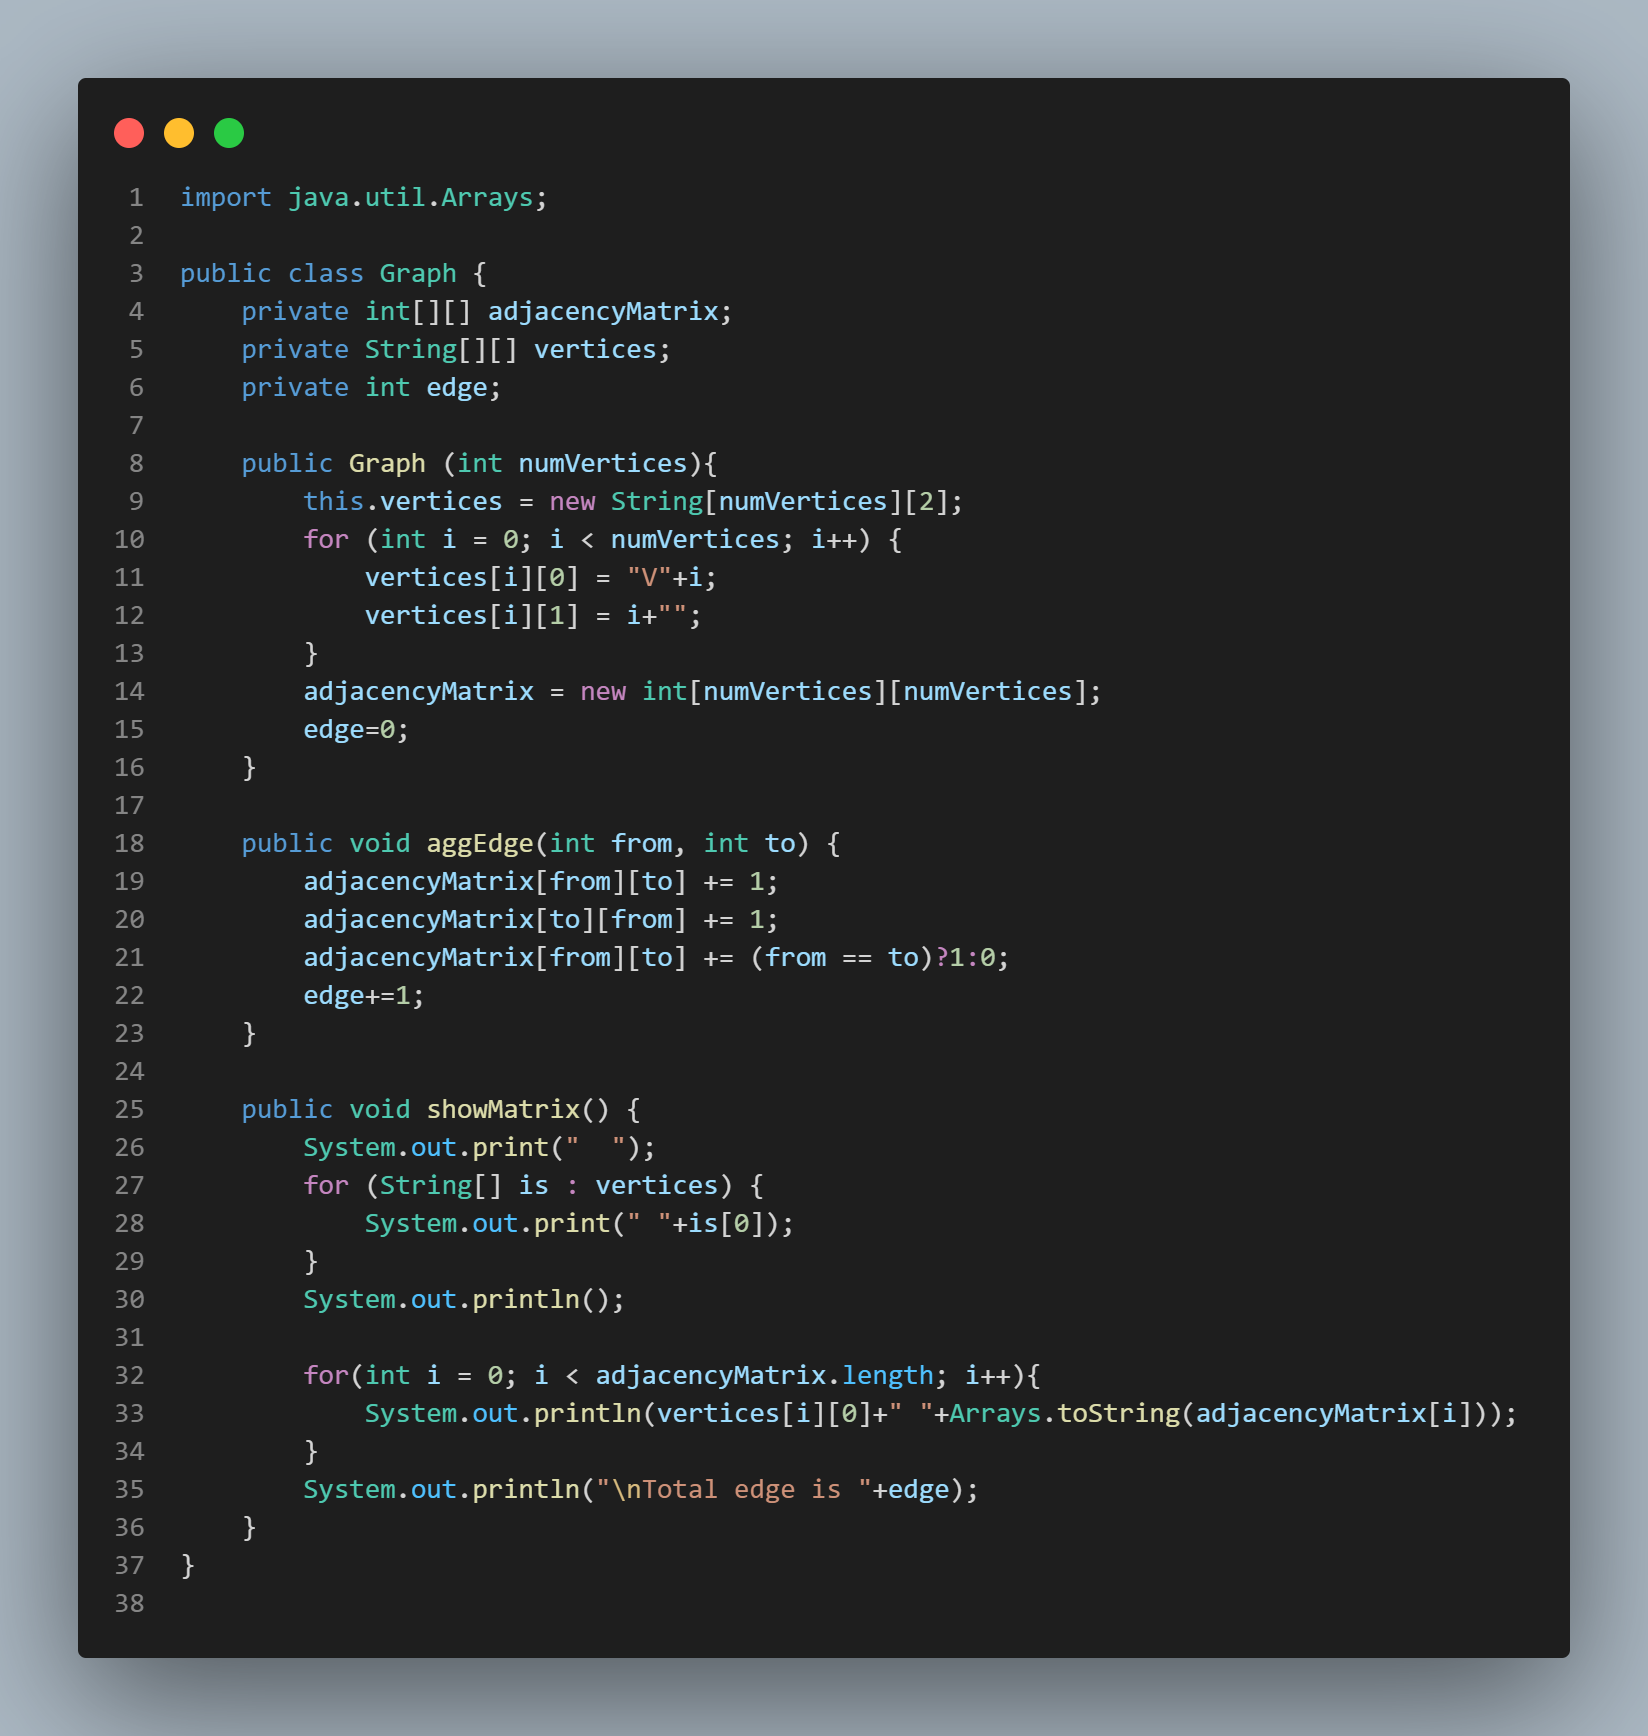 1 import java.util.Arrays;
2
3 public class Graph {
4     private int[][] adjacencyMatrix;
5     private String[][] vertices;
6     private int edge;
7
8     public Graph (int numVertices){
9         this.vertices = new String[numVertices][2];
10         for (int i = 0; i < numVertices; i++) {
11             vertices[i][0] = "V"+i;
12             vertices[i][1] = i+"";
13         }
14         adjacencyMatrix = new int[numVertices][numVertices];
15         edge=0;
16     }
17
18     public void aggEdge(int from, int to) {
19         adjacencyMatrix[from][to] += 1;
20         adjacencyMatrix[to][from] += 1;
21         adjacencyMatrix[from][to] += (from == to)?1:0;
22         edge+=1;
23     }
24
25     public void showMatrix() {
26         System.out.print("  ");
27         for (String[] is : vertices) {
28             System.out.print(" "+is[0]);
29         }
30         System.out.println();
31
32         for(int i = 0; i < adjacencyMatrix.length; i++){
33             System.out.println(vertices[i][0]+" "+Arrays.toString(adjacencyMatrix[i]));
34         }
35         System.out.println("\nTotal edge is "+edge);
36     }
37 }
38